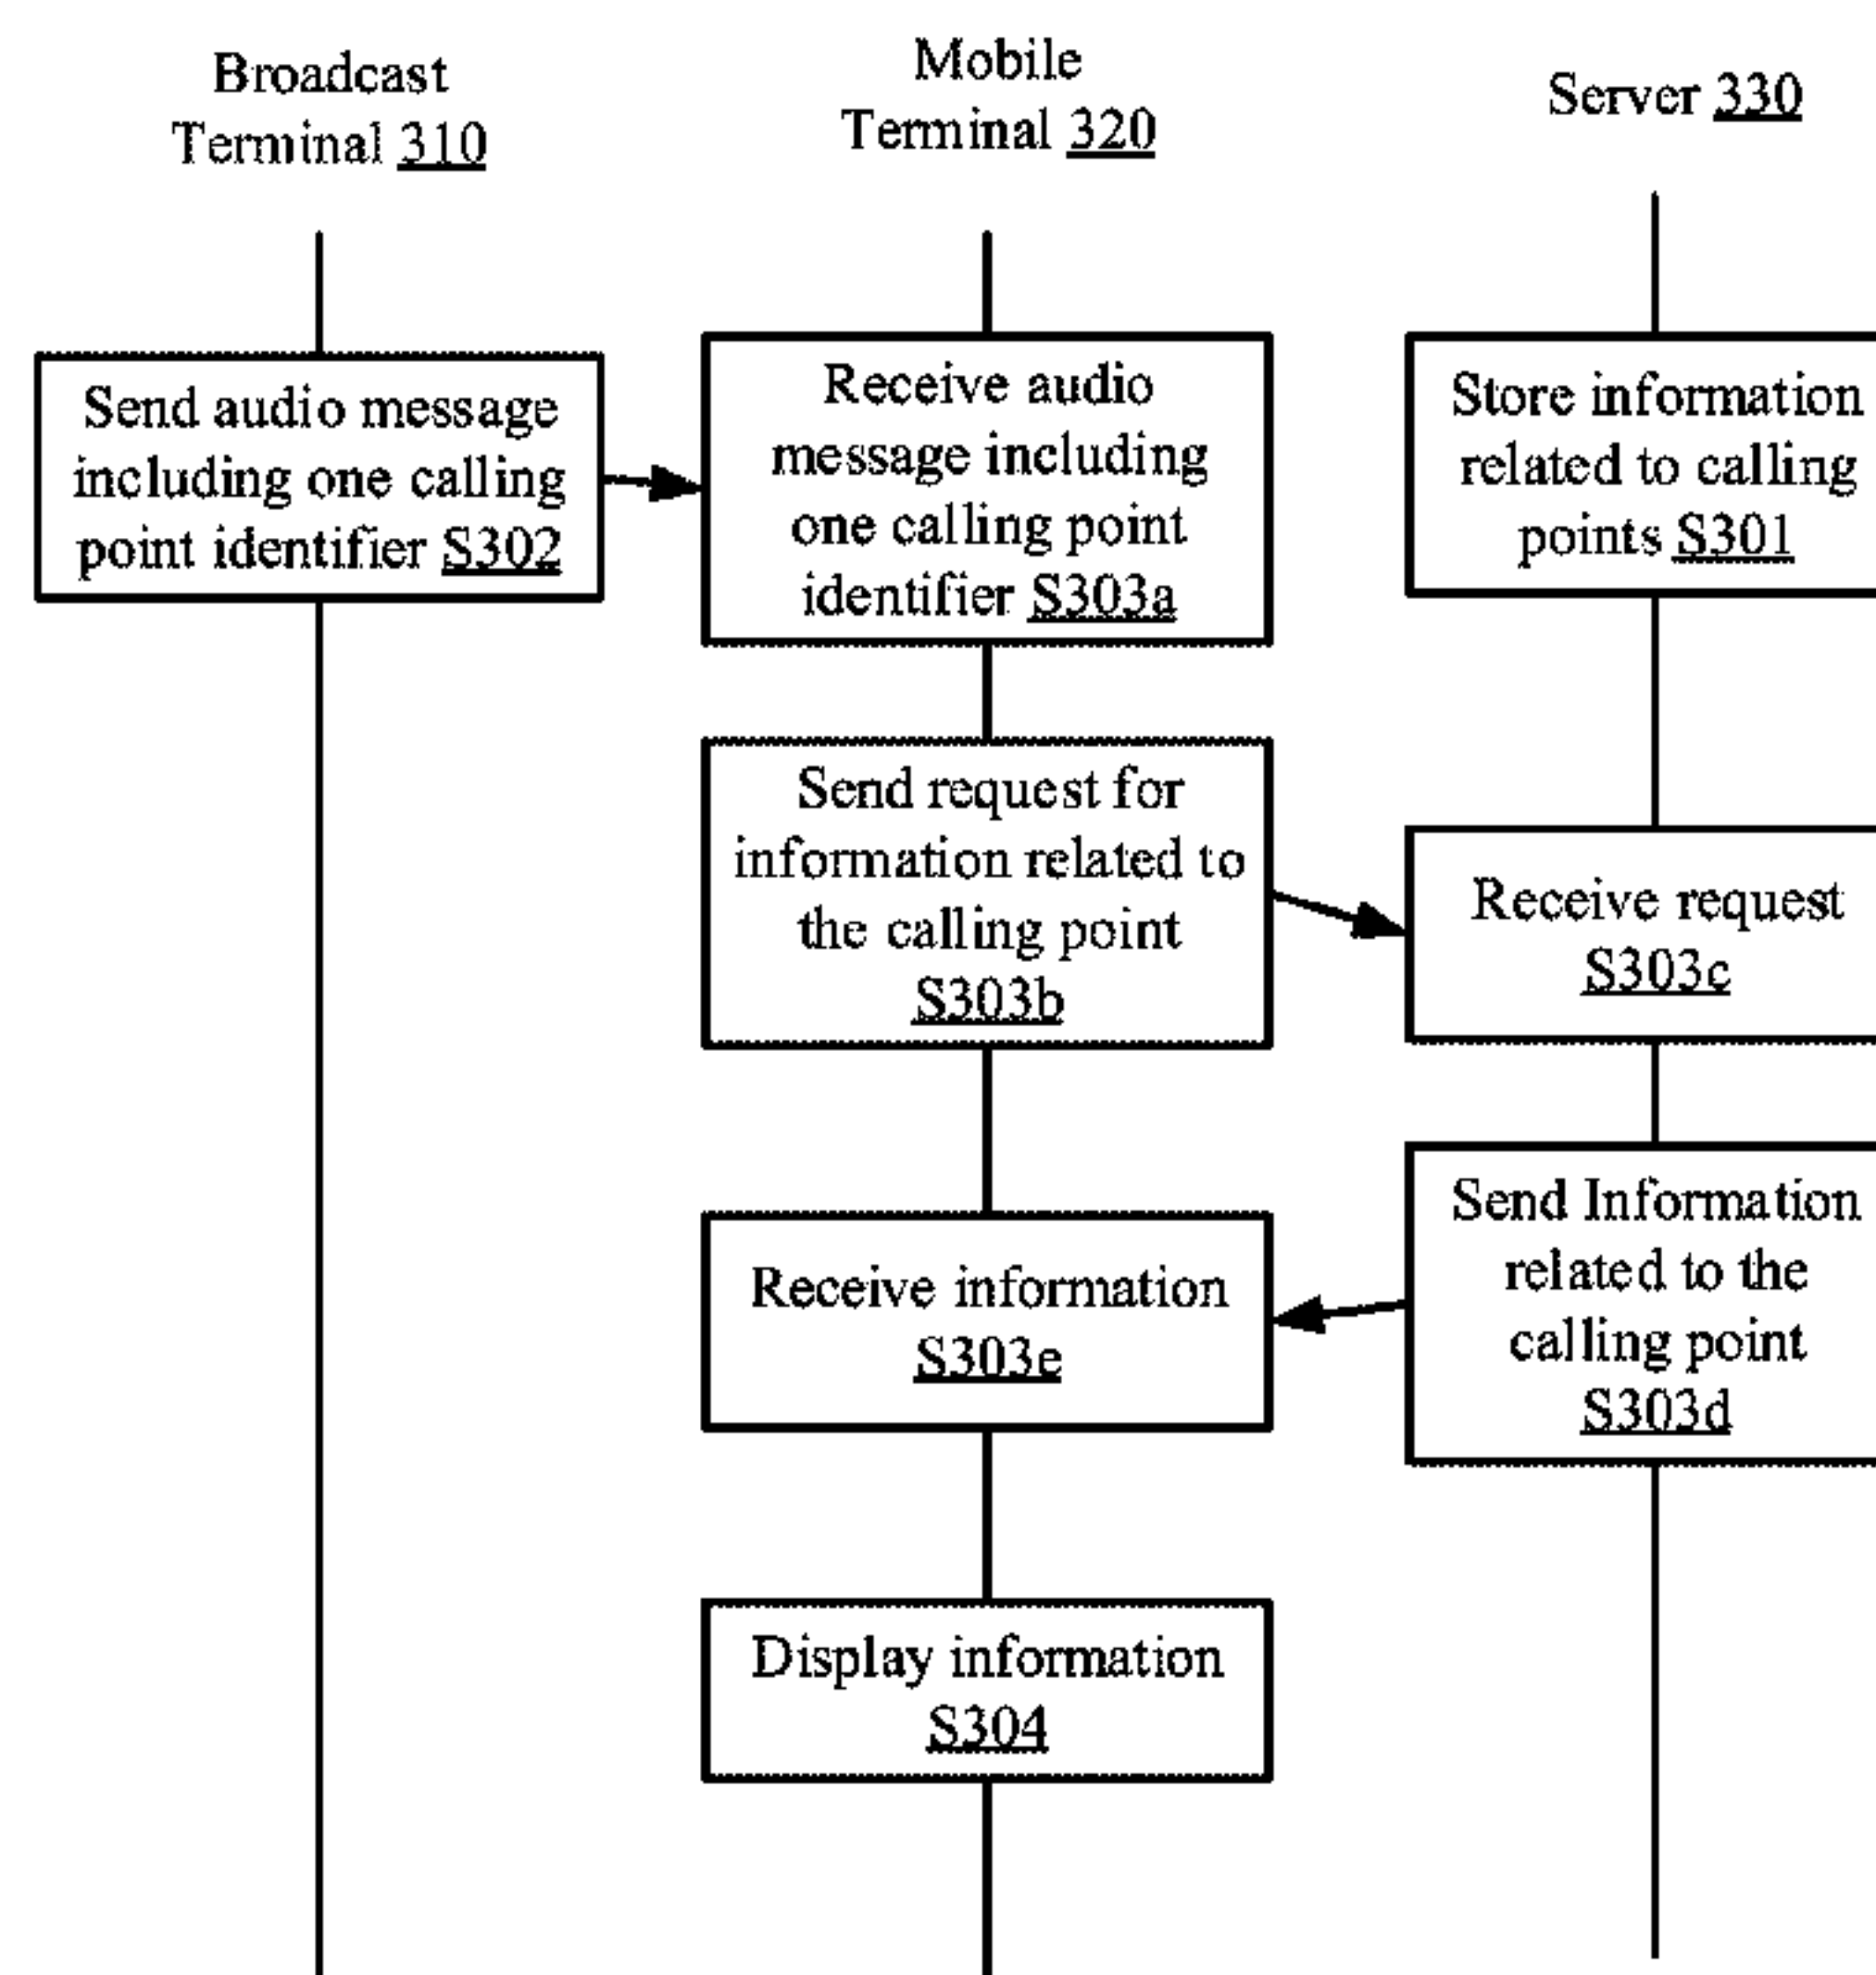 Broadcast
Terminal 310
Mobile
Terminal 320
Server 330
Send audio message
including one calling
point identifier S302
Receive audio
message including
one calling point
identifier S303a
Store information
related to calling
points S301
Send request for
information related to
the calling point
S303b
Receive request
S303c
Send Information
related to the
calling point
S303d
Receive information
S303e
Display information
S304